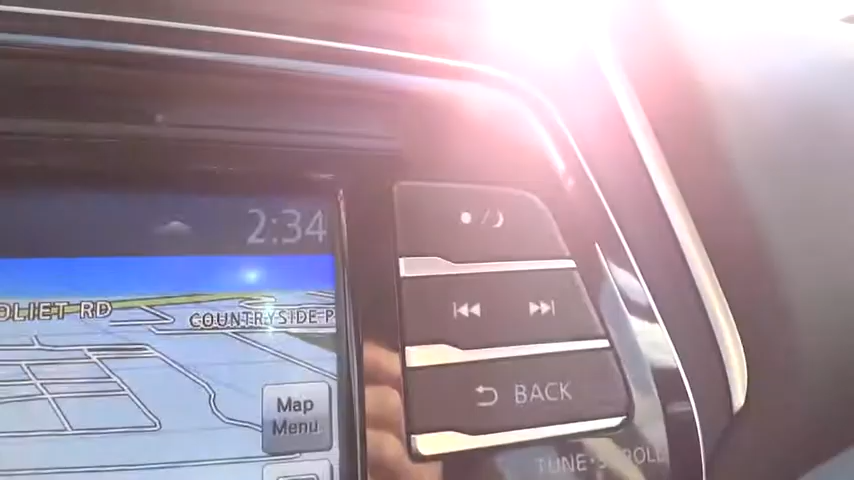 2:34
OLIET RD
COUNTRYSIDE P
Map
Menu
BACK
TUNE·SCROLL